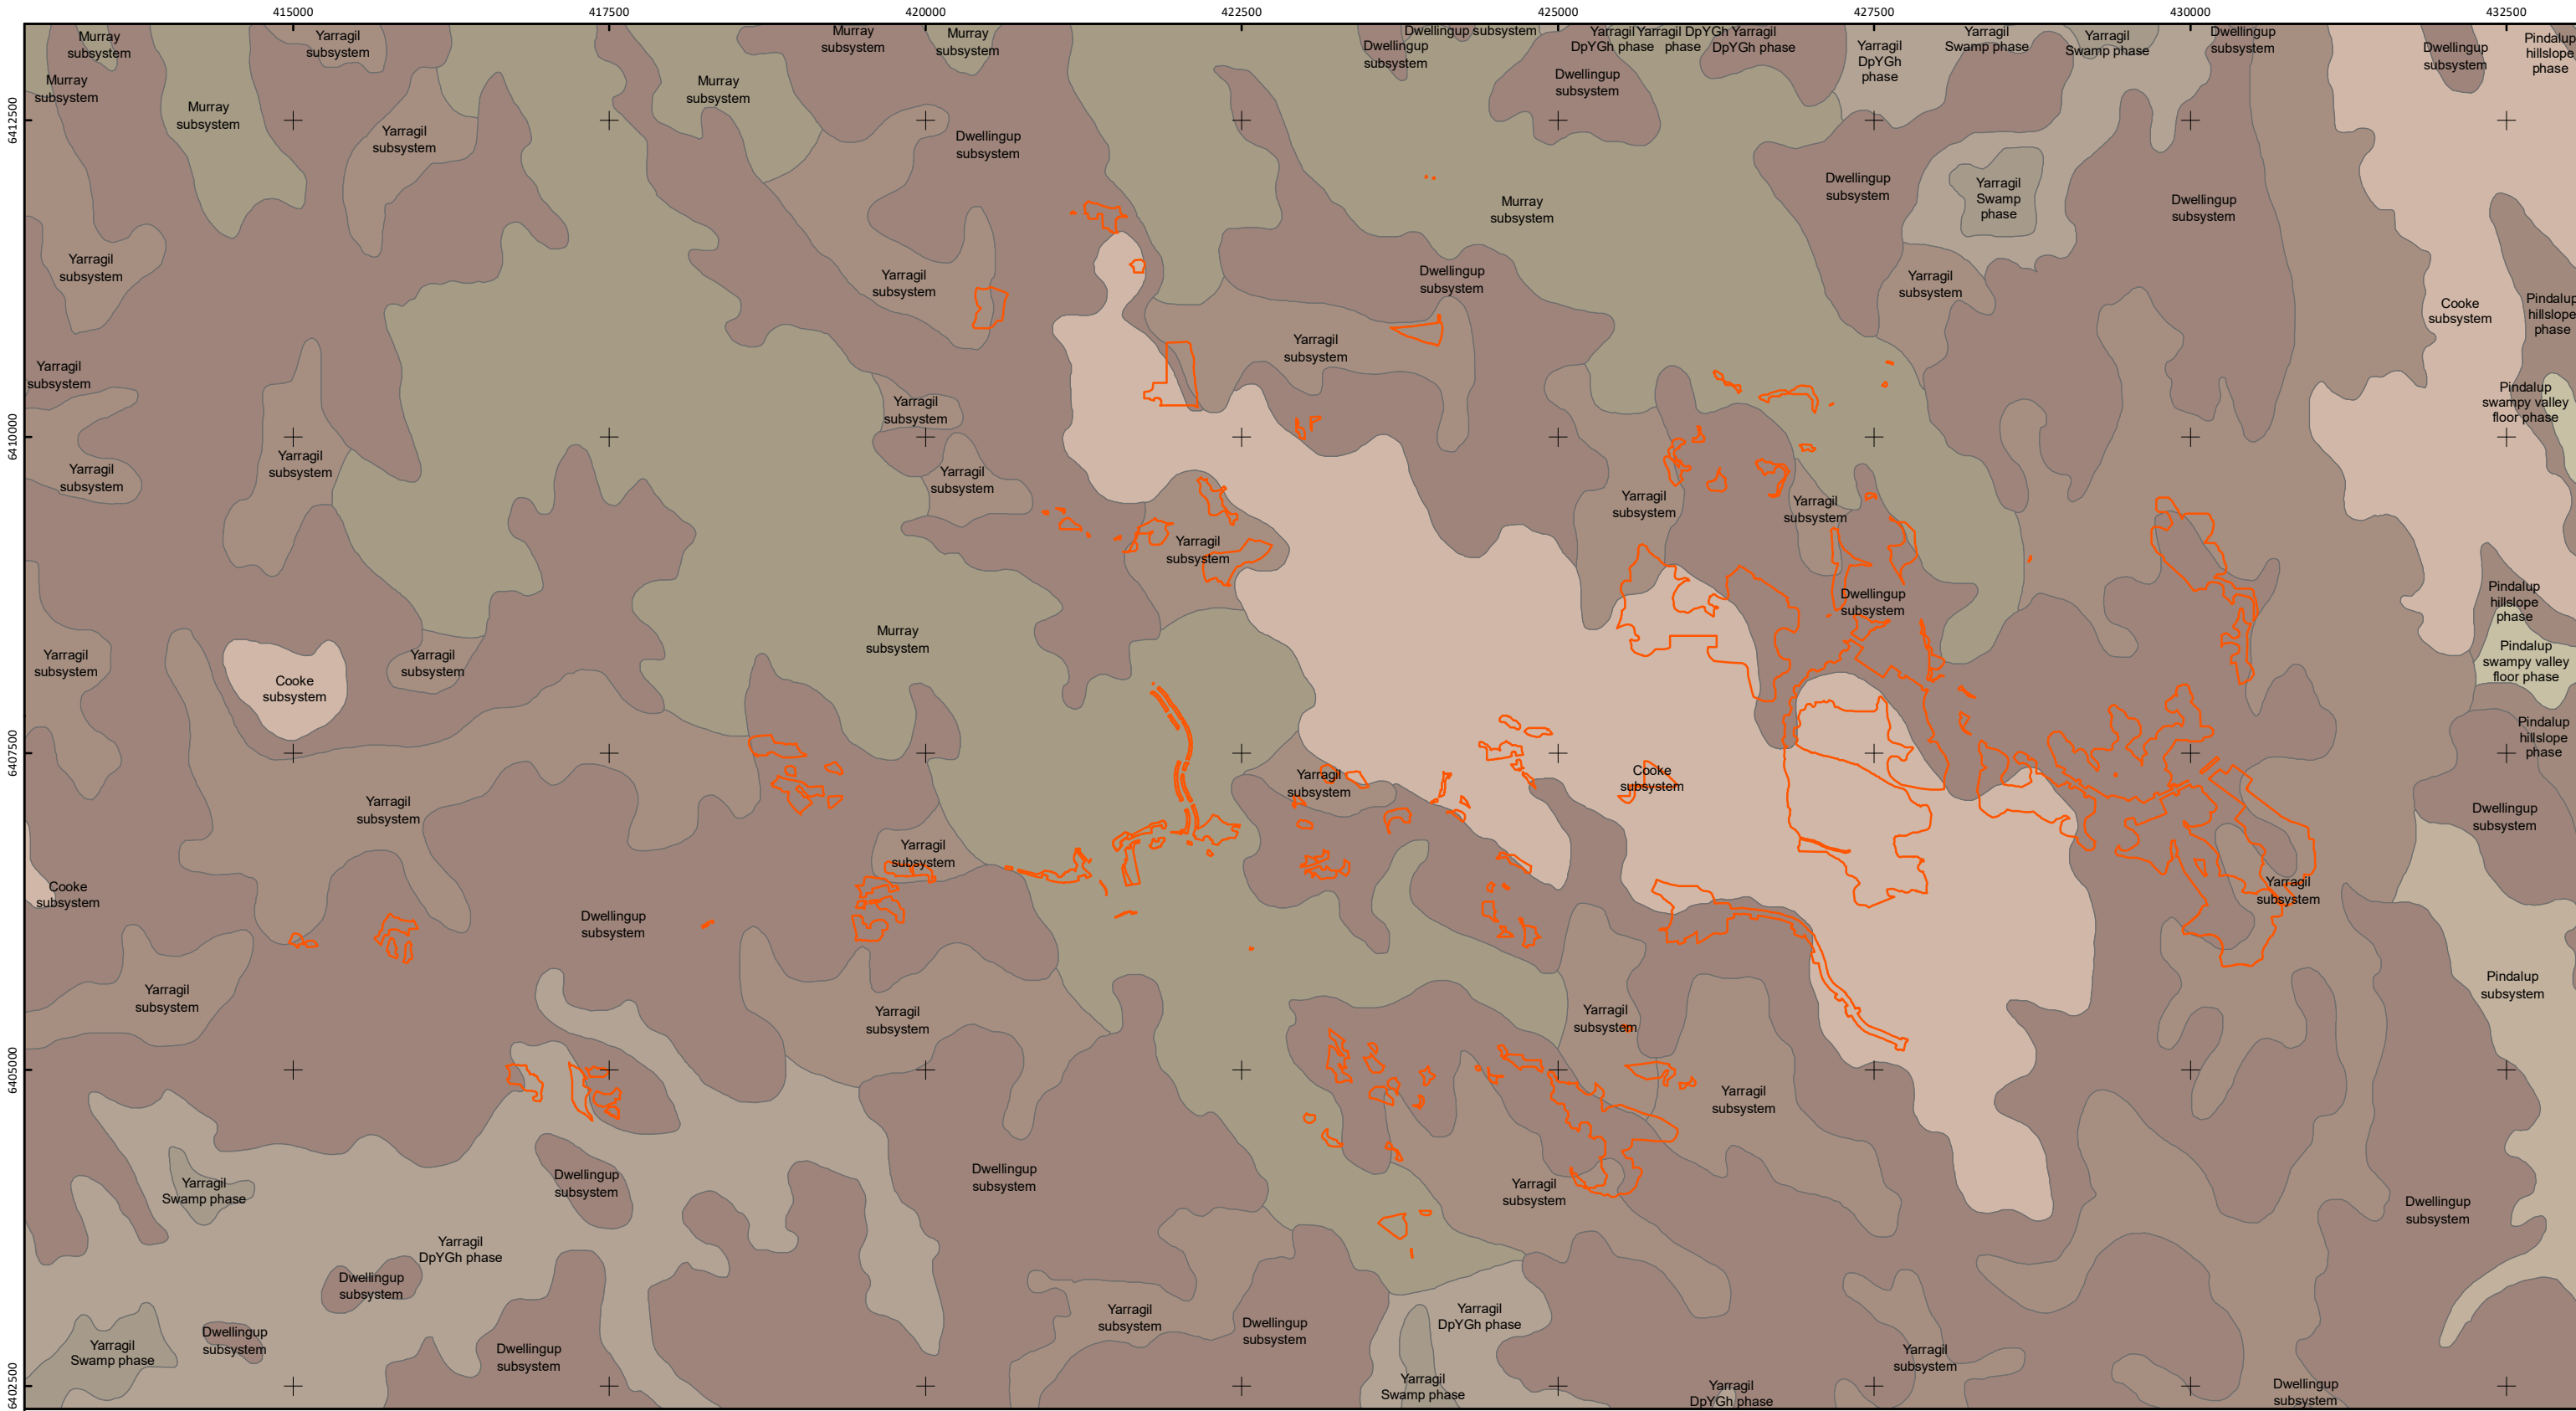 415000
417500
420000
422500
425000
427500
430000
432500
6412500
6410000
6407500
6405000
6402500
Murray
subsystem
Yarragil
subsystem
Murray
subsystem
Murray
subsystem
Dwellingup
subsystem
Dwellingup subsystem
Yarragil
DpYGh phase
Yarragil DpYGh
phase
Yarragil
DpYGh phase
Yarragil
DpYGh
phase
Yarragil
Swamp phase
Yarragil
Swamp phase
Dwellingup
subsystem
Dwellingup
subsystem
Pindalup
hillslope
phase
Murray
subsystem
Murray
subsystem
Murray
subsystem
Dwellingup
subsystem
Yarragil
subsystem
Dwellingup
subsystem
Dwellingup
subsystem
Yarragil
Swamp
phase
Murray
subsystem
Dwellingup
subsystem
Yarragil
subsystem
Yarragil
subsystem
Dwellingup
subsystem
Yarragil
subsystem
Cooke
subsystem
Pindalup
hillslope
phase
Yarragil
subsystem
Yarragil
subsystem
Yarragil
subsystem
Pindalup
swampy valley
floor phase
Yarragil
subsystem
Yarragil
subsystem
Yarragil
subsystem
Yarragil
subsystem
Yarragil
subsystem
Yarragil
subsystem
Dwellingup
subsystem
Pindalup
hillslope
phase
Murray
subsystem
Yarragil
subsystem
Yarragil
subsystem
Cooke
subsystem
Pindalup
swampy valley
floor phase
Pindalup
hillslope
phase
Yarragil
subsystem
Cooke
subsystem
Yarragil
subsystem
Dwellingup
subsystem
Yarragil
subsystem
Cooke
subsystem
Yarragil
subsystem
Dwellingup
subsystem
Pindalup
subsystem
Yarragil
subsystem
Yarragil
subsystem
Yarragil
subsystem
Yarragil
subsystem
Dwellingup
subsystem
Dwellingup
subsystem
Yarragil
Swamp phase
Yarragil
subsystem
Dwellingup
subsystem
Yarragil
DpYGh phase
Dwellingup
subsystem
Yarragil
subsystem
Dwellingup
subsystem
Yarragil
DpYGh phase
Dwellingup
subsystem
Yarragil
Swamp phase
Dwellingup
subsystem
Yarragil
subsystem
Yarragil
Swamp phase
Yarragil
DpYGh phase
Dwellingup
subsystem